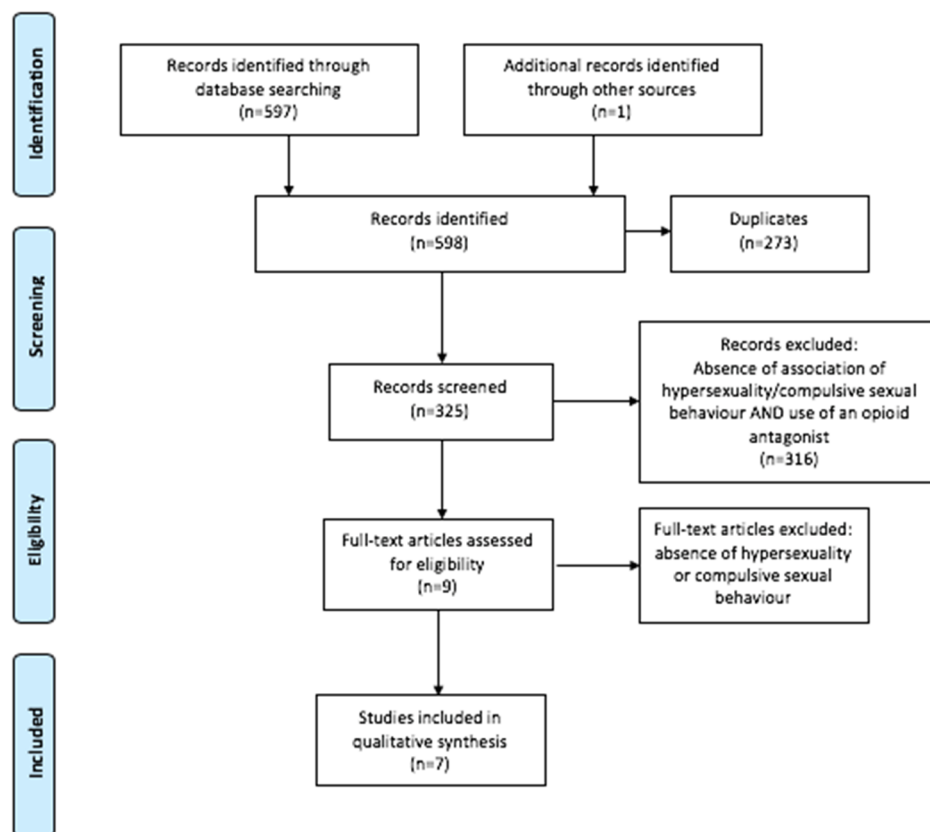 Identification
Records identified through
database searching
(n=597)
Additional records identified
through other sources
(n=1)
Records identified
(n=598)
Duplicates
(n=273)
Screening
Records screened
(n=325)
Records excluded:
Absence of association of
hypersexuality/compulsive sexual
behaviour AND use of an opioid
antagonist
(n=316)
Eligibility
Full-text articles assessed
for eligibility
(n=9)
Full-text articles excluded:
absence of hypersexuality
or compulsive sexual
behaviour
Included
Studies included in
qualitative synthesis
(n=7)